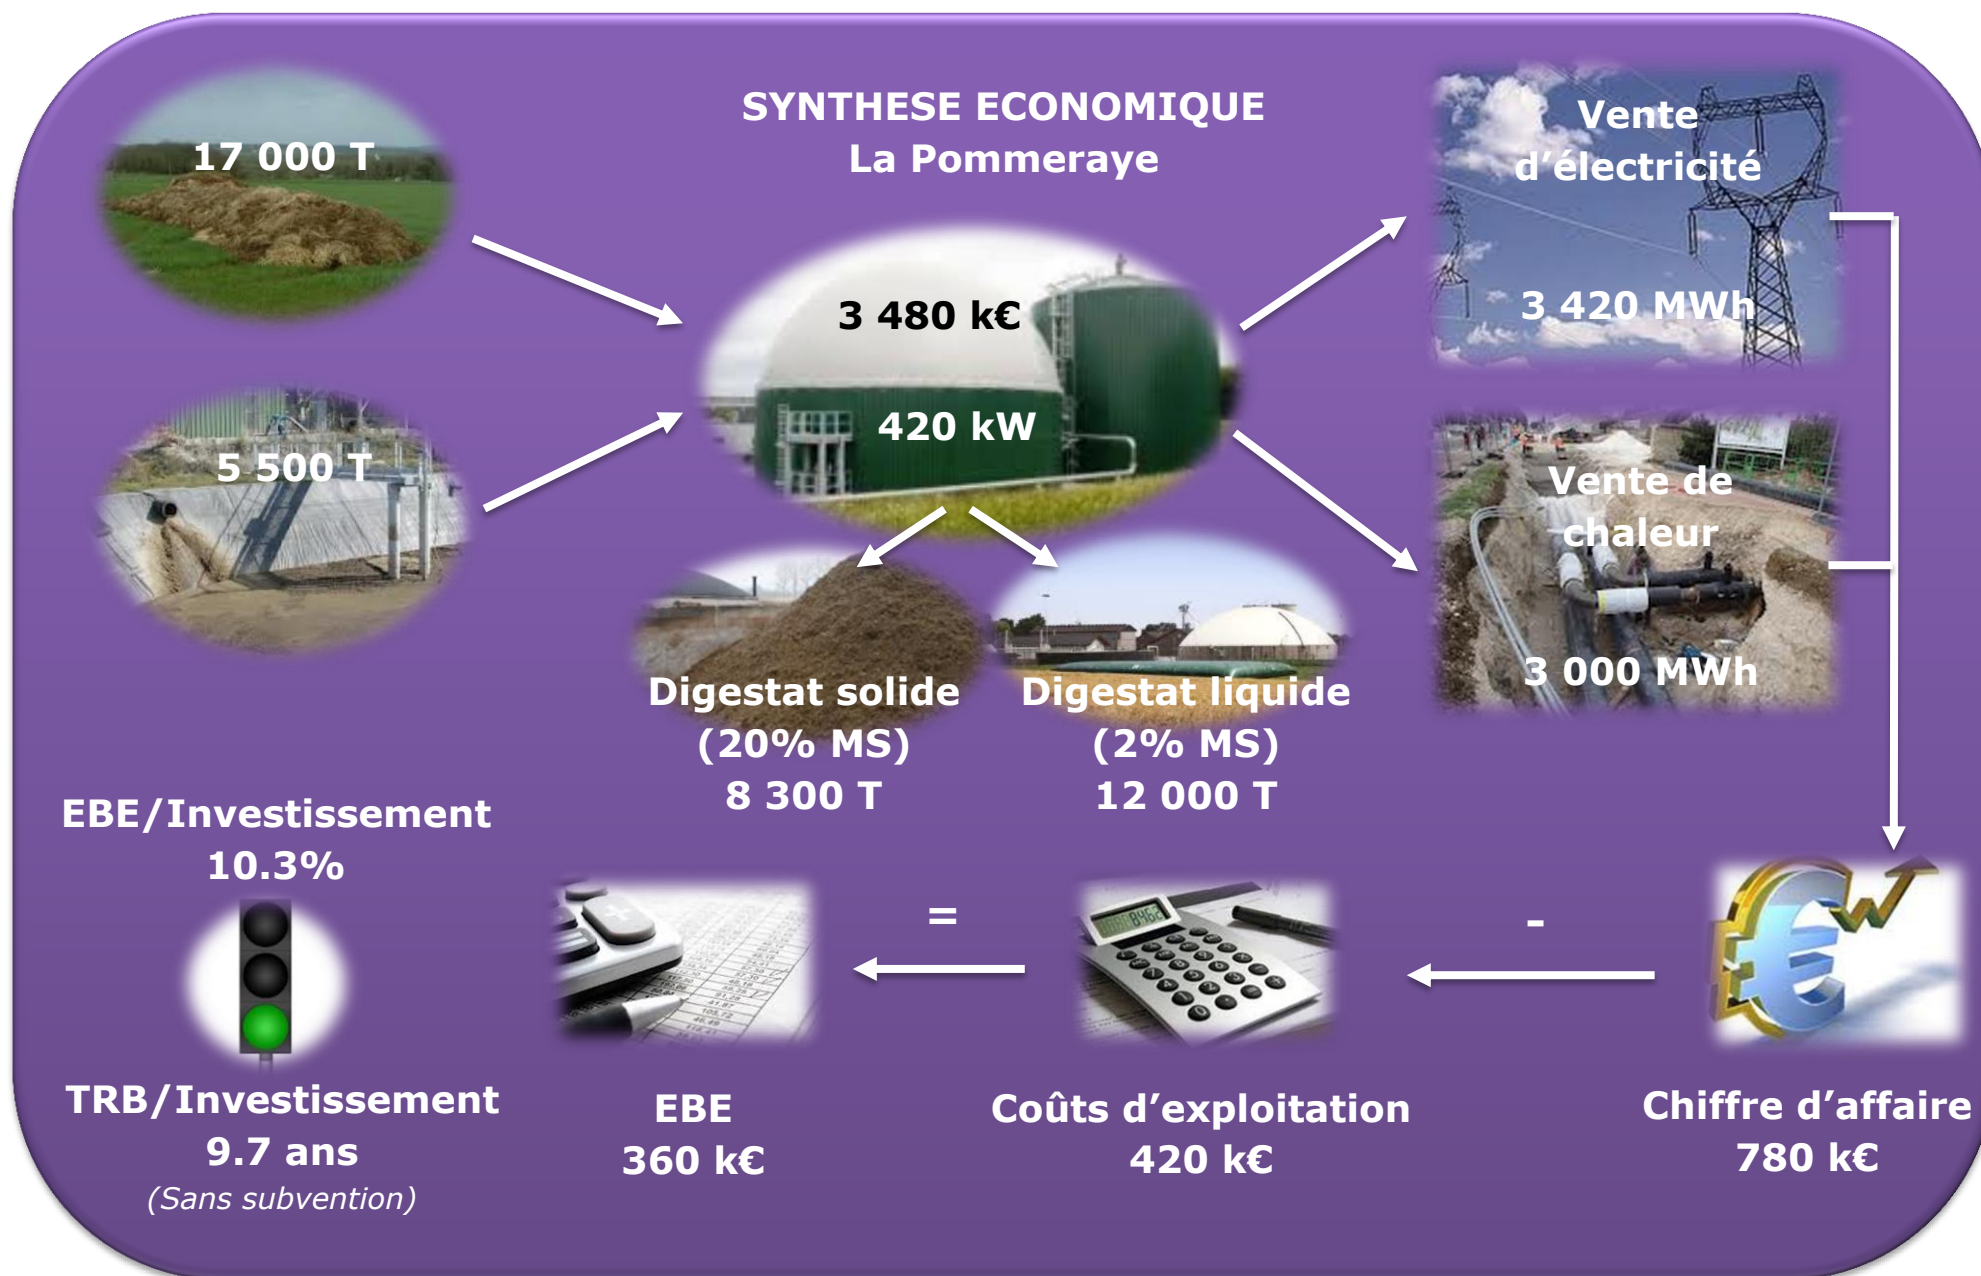 SYNTHESE ECONOMIQUE
La Pommeraye
17 000 T
5 500 T
3 480 k€
420 kW
Vente
d’électricité
3 420 MWh
Vente de
chaleur
3 000 MWh
Digestat solide
(20% MS)
8 300 T
Digestat liquide
(2% MS)
12 000 T
EBE/Investissement
10.3%
TRB/Investissement
9.7 ans
(Sans subvention)
=
-
EBE
360 k€
Coûts d’exploitation
420 k€
Chiffre d’affaire
780 k€